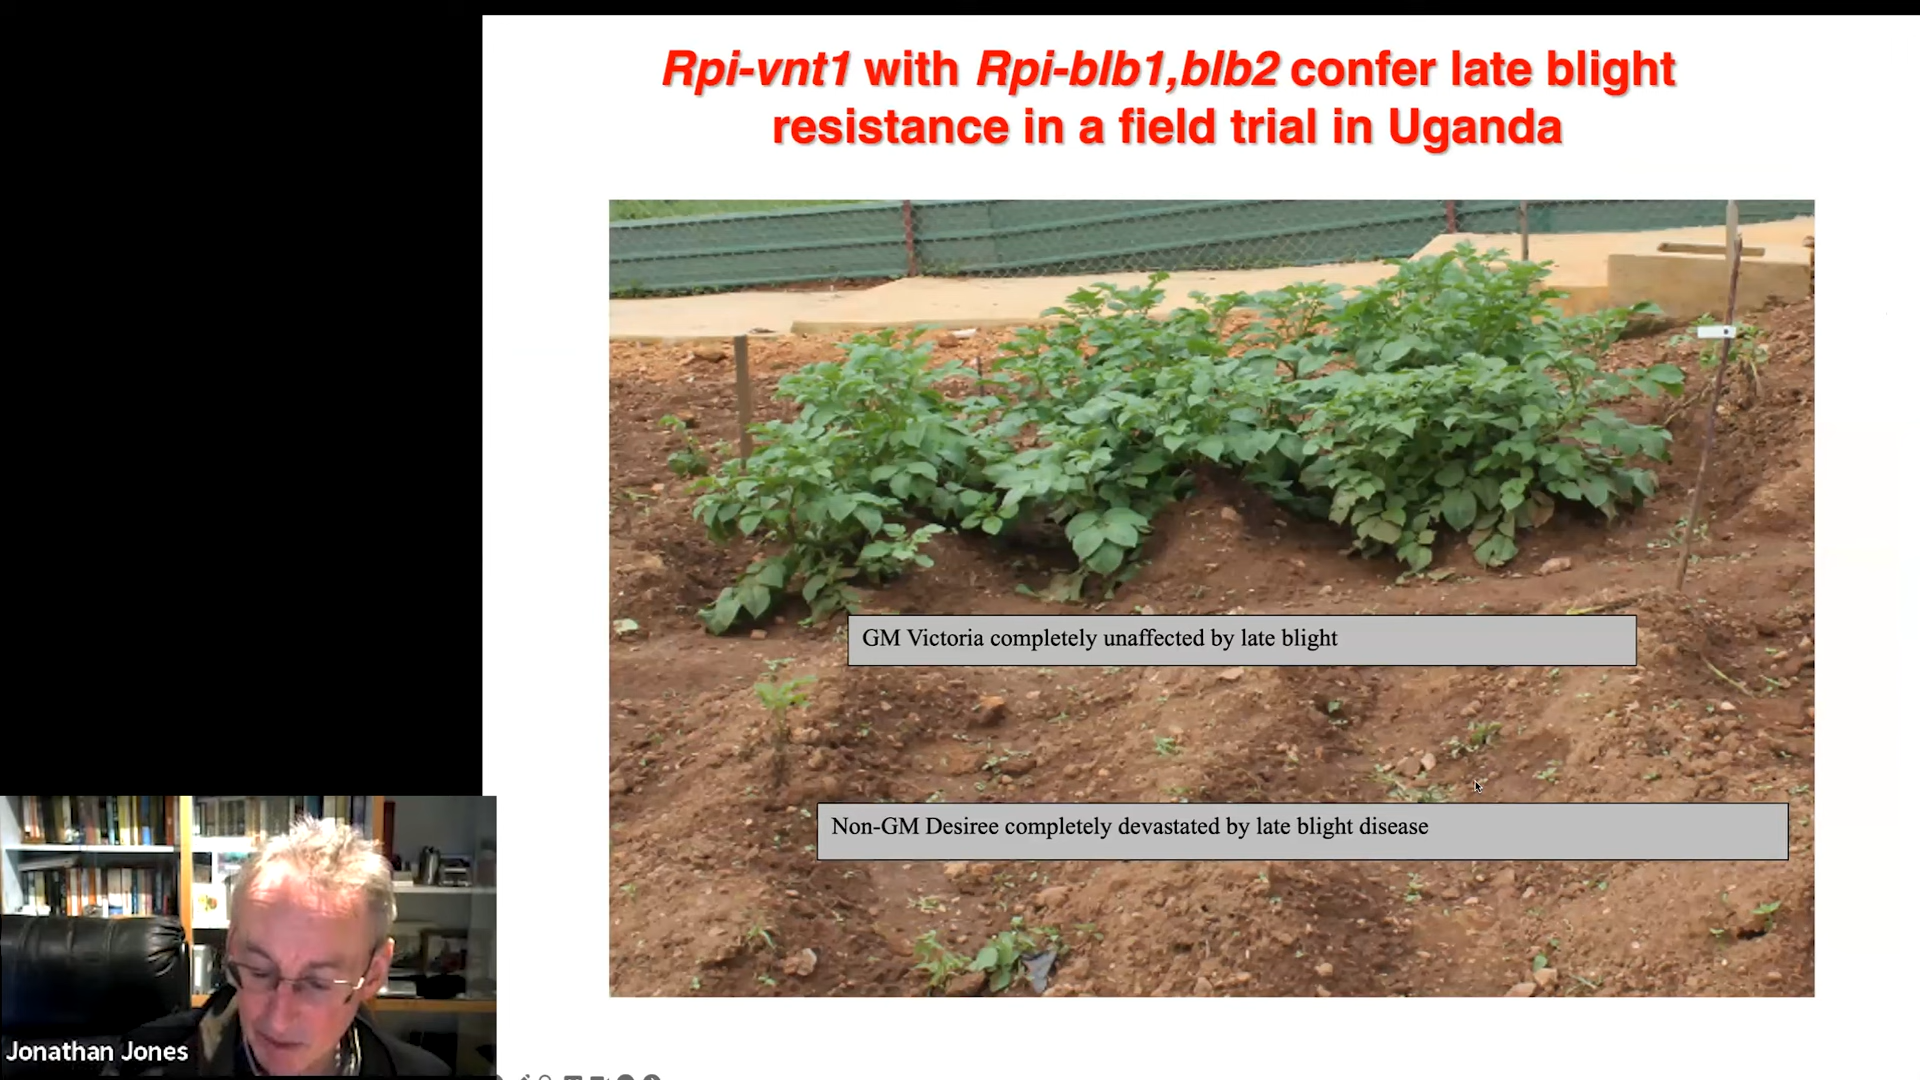 Rpi-vnt1 with Rpi-blb1,blb2 confer late blight
resistance in a field trial in Uganda
GM Victoria completely unaffected by late blight
Non-GM Desiree completely devastated by late blight disease
Jonathan Jones